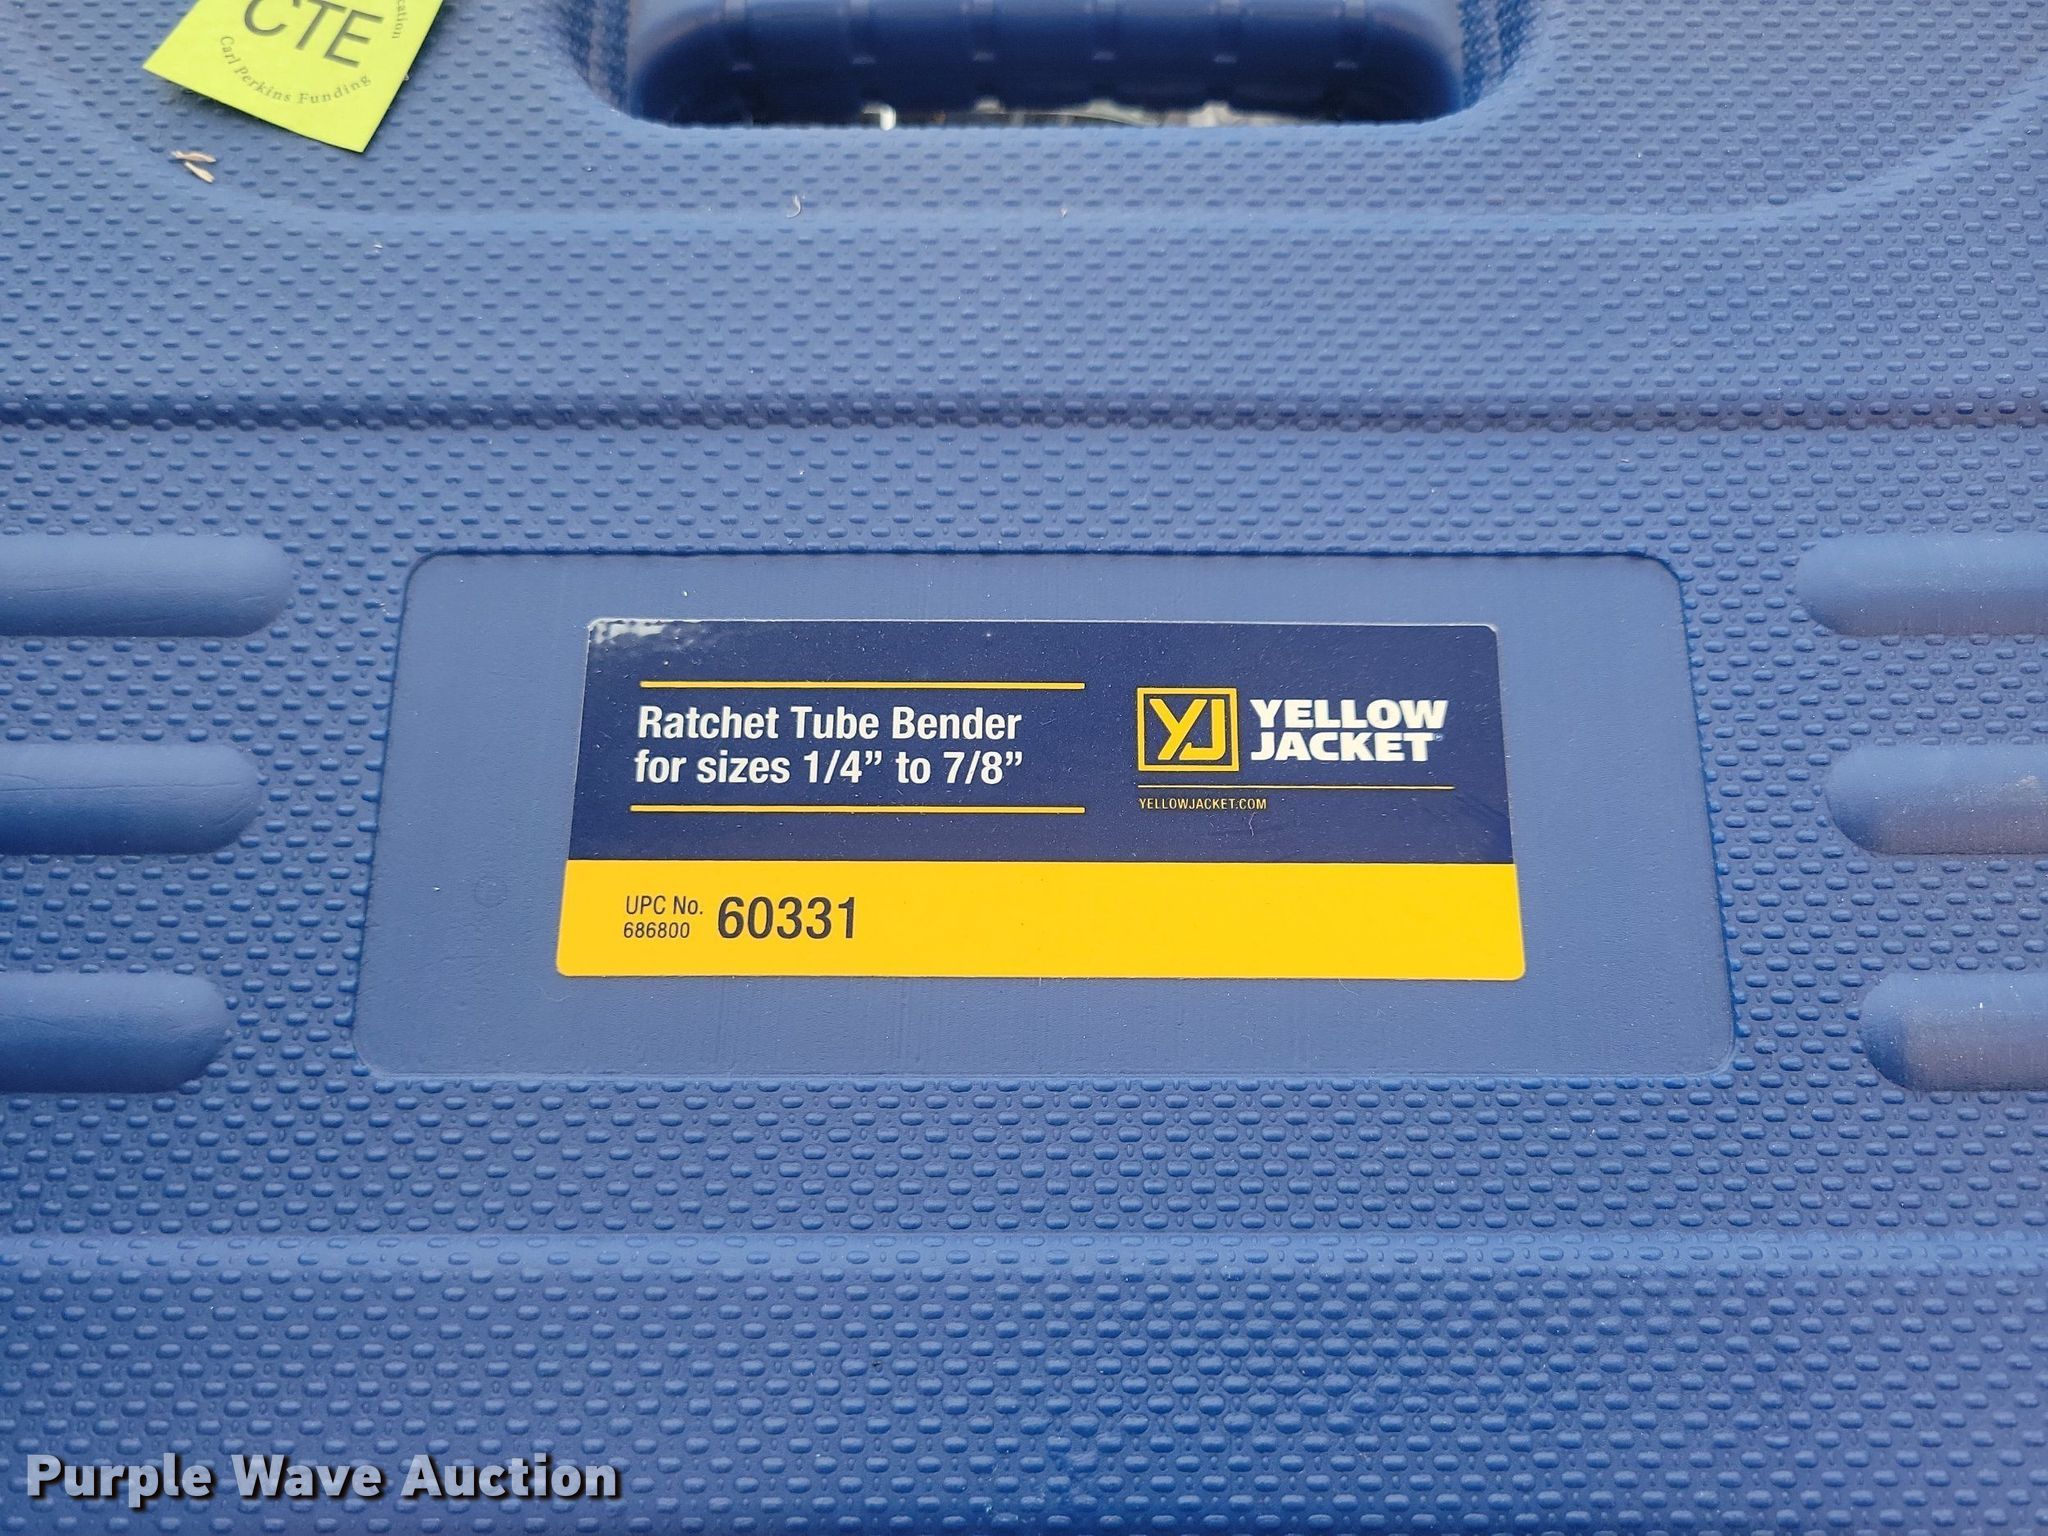 CTE
Carl Perkins Funding
Ratchet Tube Bender
for sizes 1/4” to 7/8”
YJ
YELLOW
JACKET
YELLOWJACKET.COM
UPC No.
686800
60331
Purple Wave Auction